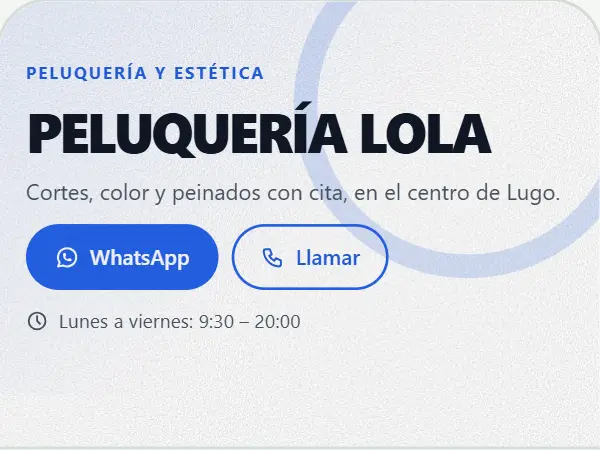 PELUQUERÍA Y ESTÉTICA
PELUQUERÍA LOLA
Cortes, color y peinados con cita, en el centro de Lugo.
WhatsApp
Llamar
Lunes a viernes: 9:30 – 20:00